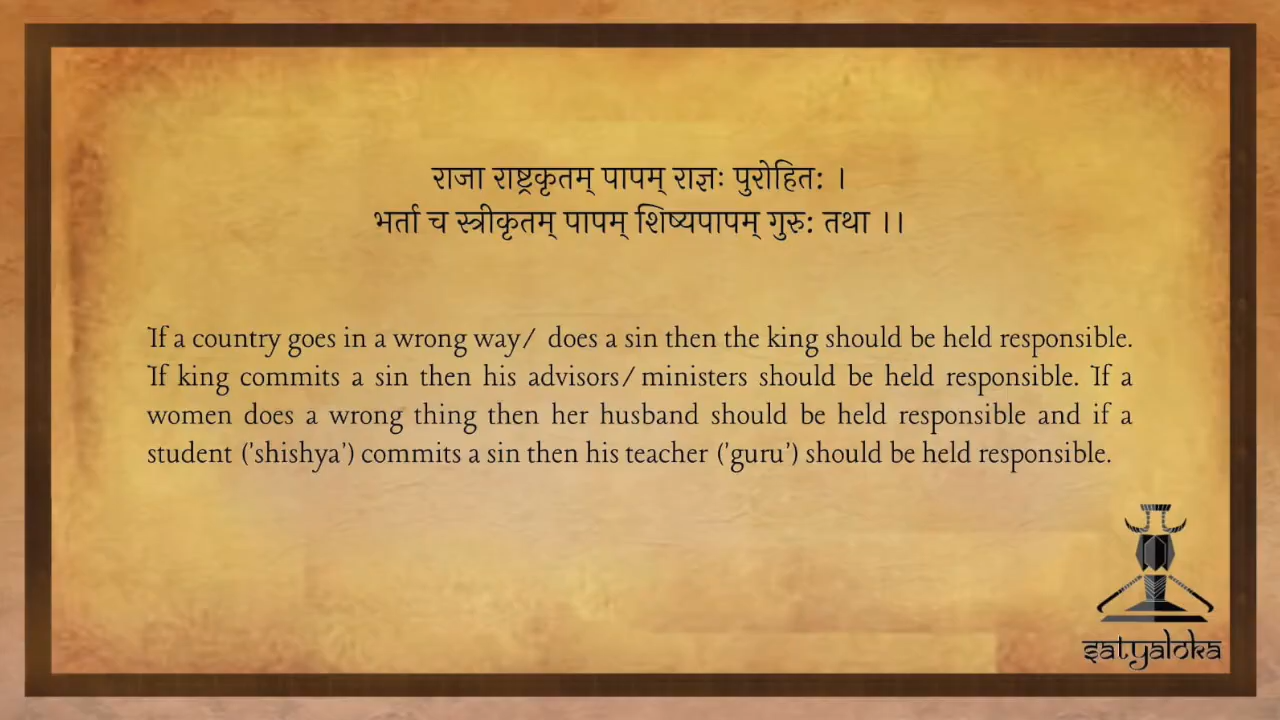 राजा राष्ट्रकृतम् पापम् राज्ञः पुरोहित: ।
भर्ता च स्त्रीकृतम् पापम् शिष्यपापम् गुरु: तथा ।।
If a country goes in a wrong way/ does a sin then the king should be held responsible.
If king commits a sin then his advisors/ministers should be held responsible. If a
women does a wrong thing then her husband should be held responsible and if a
student ('shishya') commits a sin then his teacher ('guru') should be held responsible.
satyaloka